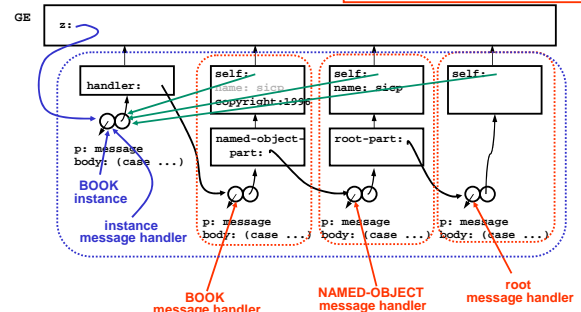 GE
z:
handler:
p: message
body: (case ...)
BOOK
instance
instance
message handler
self:
name: sicp
copyright:1996
named-object-
part:
p: message
body: (case ...)
BOOK
message handler
self:
name: sicp
root-part:
p: message
body: (case ...)
NAMED-OBJECT
message handler
self:
p: message
body: (case ...)
root
message handler